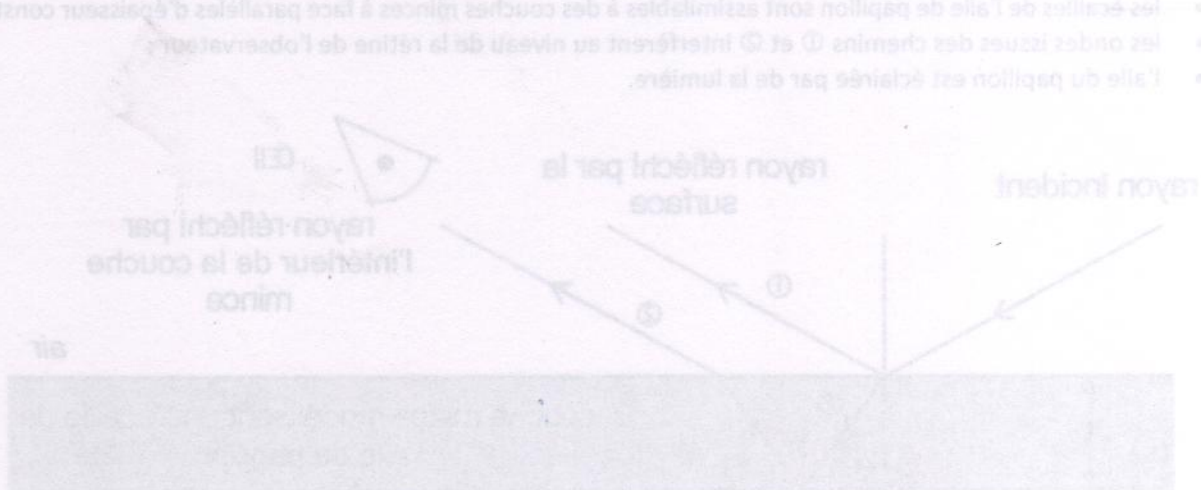 les écailles de l'aile de papillon sont assimilables à des couches minces à face parallèles d'épaisseur const
les ondes issues des chemins ① et ② interfèrent au niveau de la rétine de l'observateur
l'aile du papillon est éclairée par de la lumière.
rayon incident
rayon réfléchi par la
surface
Œil
rayon réfléchi par
l'intérieur de la couche
mince
①
②
air